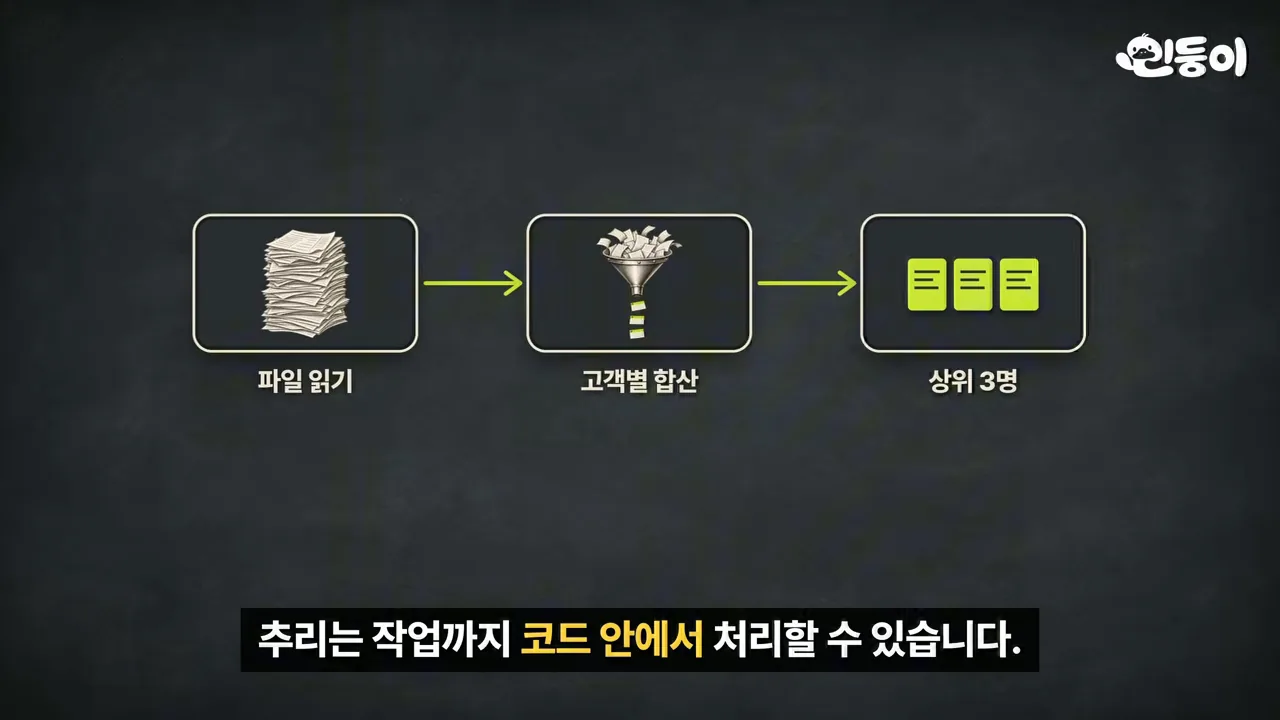 인둥이
파일 읽기
고객별 합산
상위 3명
추리는 작업까지 코드 안에서 처리할 수 있습니다.